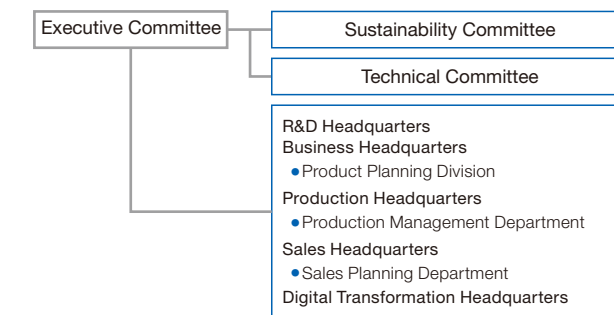 Executive Committee
Sustainability Committee
Technical Committee
R&D Headquarters
Business Headquarters
●Product Planning Division
Production Headquarters
●Production Management Department
Sales Headquarters
●Sales Planning Department
Digital Transformation Headquarters